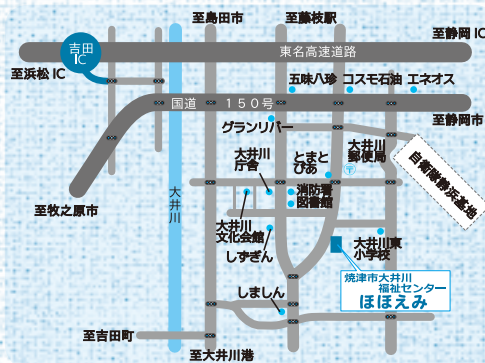 至島田市
至藤枝駅
至静岡IC
吉田
IC
東名高速道路
至浜松IC
五味八珍
コスモ石油
エネオス
国道 150号
至静岡市
グランリバー
大井川
庁舎
とまと
ぴあ
大井川
郵便局
自衛隊静浜基地
消防署
図書館
至牧之原市
大井川
大井川
文化会館
しずぎん
大井川東
小学校
焼津市大井川
福祉センター
ほほえみ
しましん
至吉田町
至大井川港